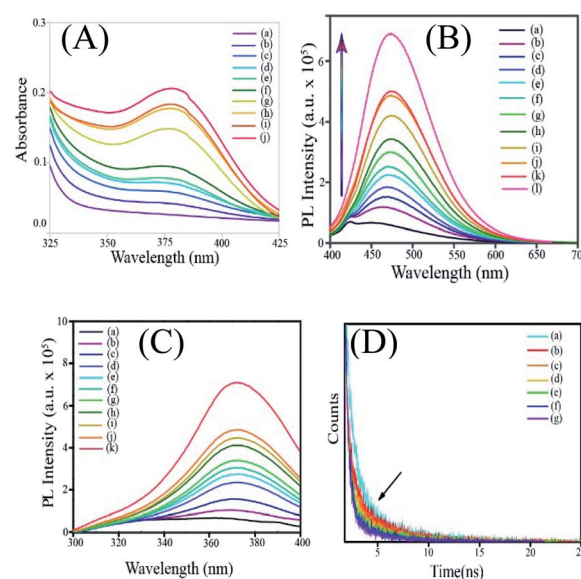 (A)
Absorbance
0.3
0.2
0.1
0.0
325
350
375
400
425
Wavelength (nm)
(a)
(b)
(c)
(d)
(e)
(f)
(g)
(h)
(i)
(j)
(B)
PL Intensity (a.u. x 10⁵)
6
4
2
0
400
450
500
550
600
650
70
Wavelength (nm)
(a)
(b)
(c)
(d)
(e)
(f)
(g)
(h)
(i)
(j)
(k)
(l)
(C)
PL Intensity (a.u. x 10⁵)
10
8
6
4
2
0
300
320
340
360
380
400
Wavelength (nm)
(a)
(b)
(c)
(d)
(e)
(f)
(g)
(h)
(i)
(j)
(k)
(D)
Counts
5
10
15
20
2
Time(ns)
(a)
(b)
(c)
(d)
(e)
(f)
(g)